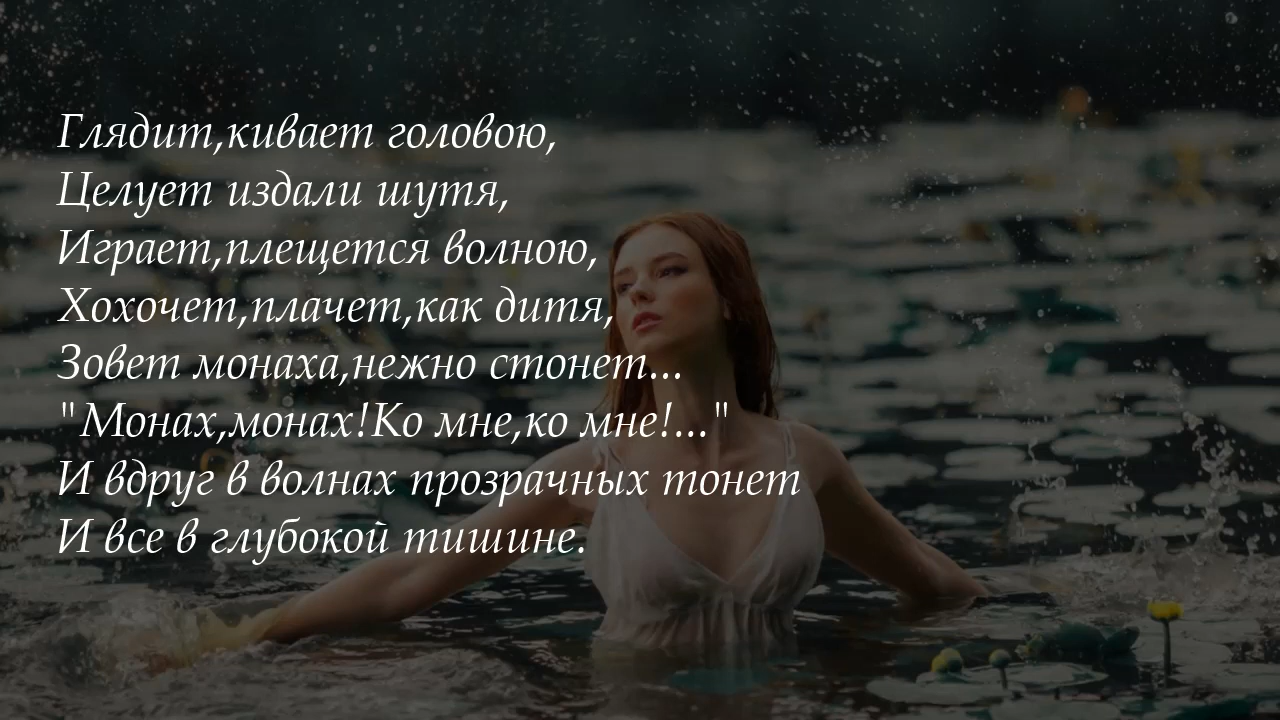 Глядит,кивает головою,
Целует издали шутя,
Играет,плещется волною,
Хохочет,плачет,как дитя,
Зовет монаха,нежно стонет...
"Монах,монах!Ко мне,ко мне!..."
И вдруг в волнах прозрачных тонет
И все в глубокой тишине.